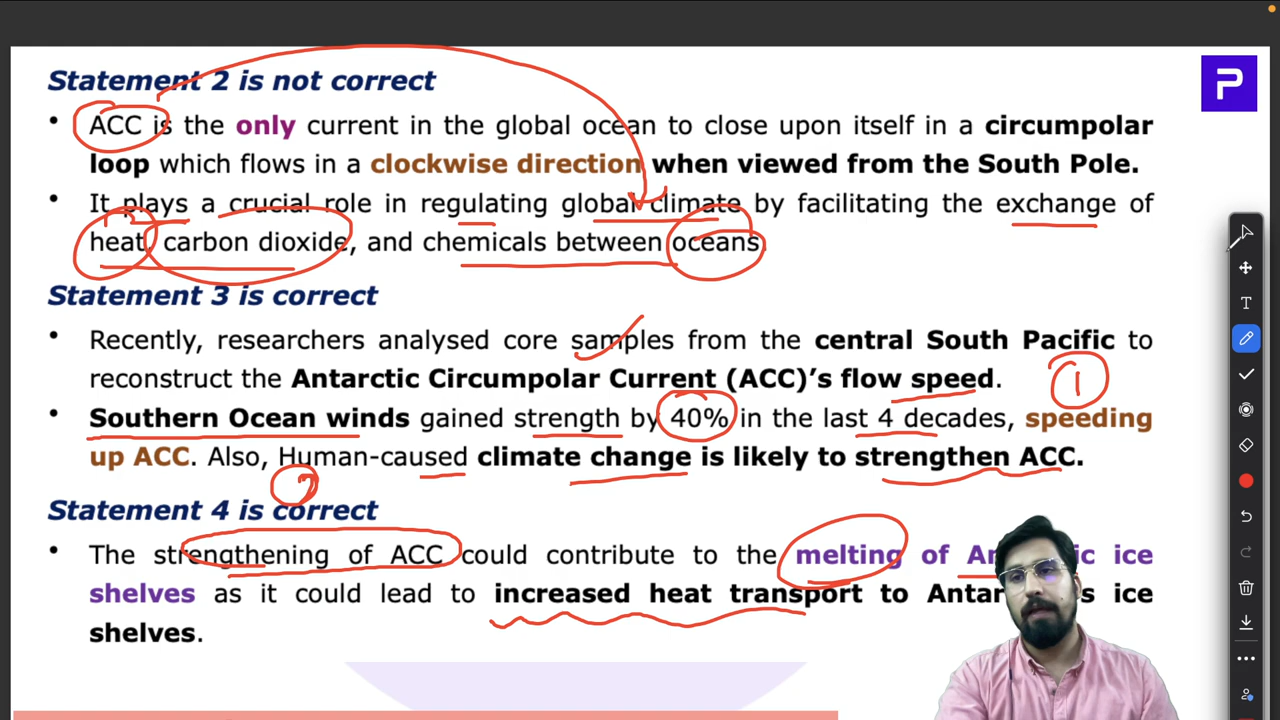 Statement 2 is not correct
• ACC is the only current in the global ocean to close upon itself in a circumpolar
loop which flows in a clockwise direction when viewed from the South Pole.
• It plays a crucial role in regulating global climate by facilitating the exchange of
heat, carbon dioxide, and chemicals between oceans.
Statement 3 is correct
• Recently, researchers analysed core samples from the central South Pacific to
reconstruct the Antarctic Circumpolar Current (ACC)'s flow speed.
1
• Southern Ocean winds gained strength by 40% in the last 4 decades, speeding
up ACC. Also, Human-caused climate change is likely to strengthen ACC.
2
Statement 4 is correct
• The strengthening of ACC could contribute to the melting of ice
shelves as it could lead to increased heat transport to ice
shelves.